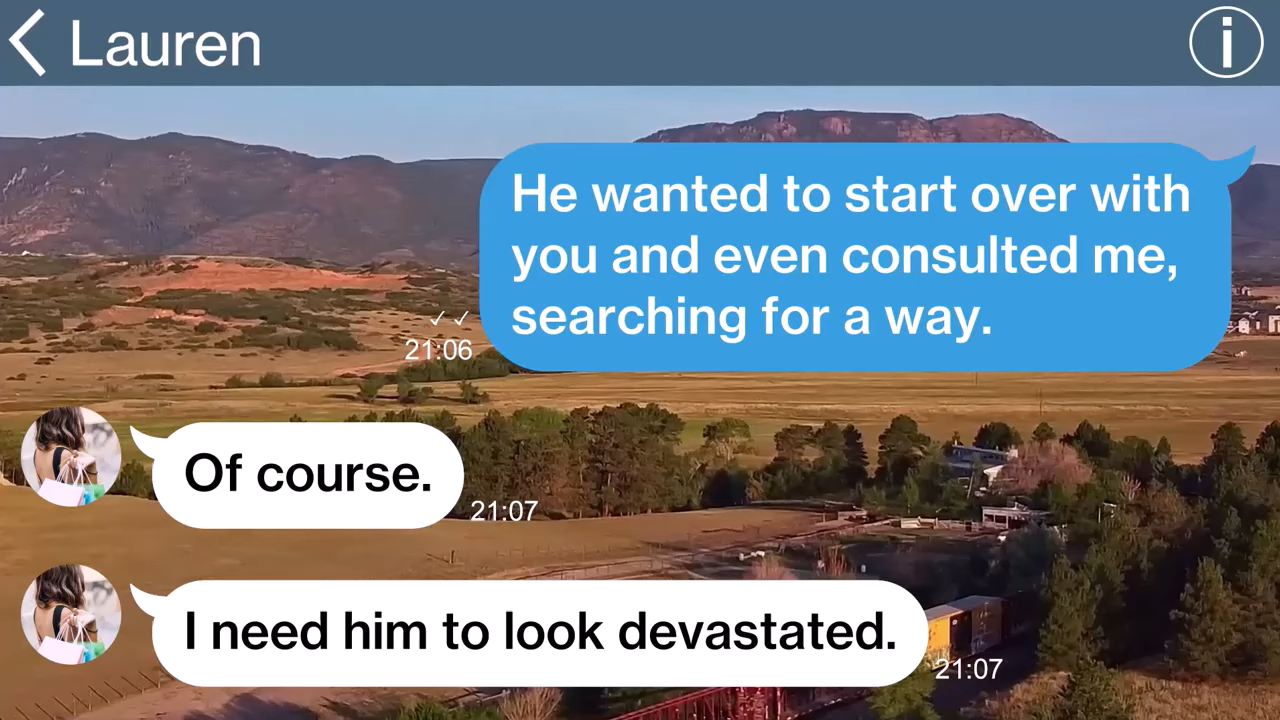 Lauren
He wanted to start over with
you and even consulted me,
searching for a way.
21:06
Of course.
21:07
I need him to look devastated.
21:07